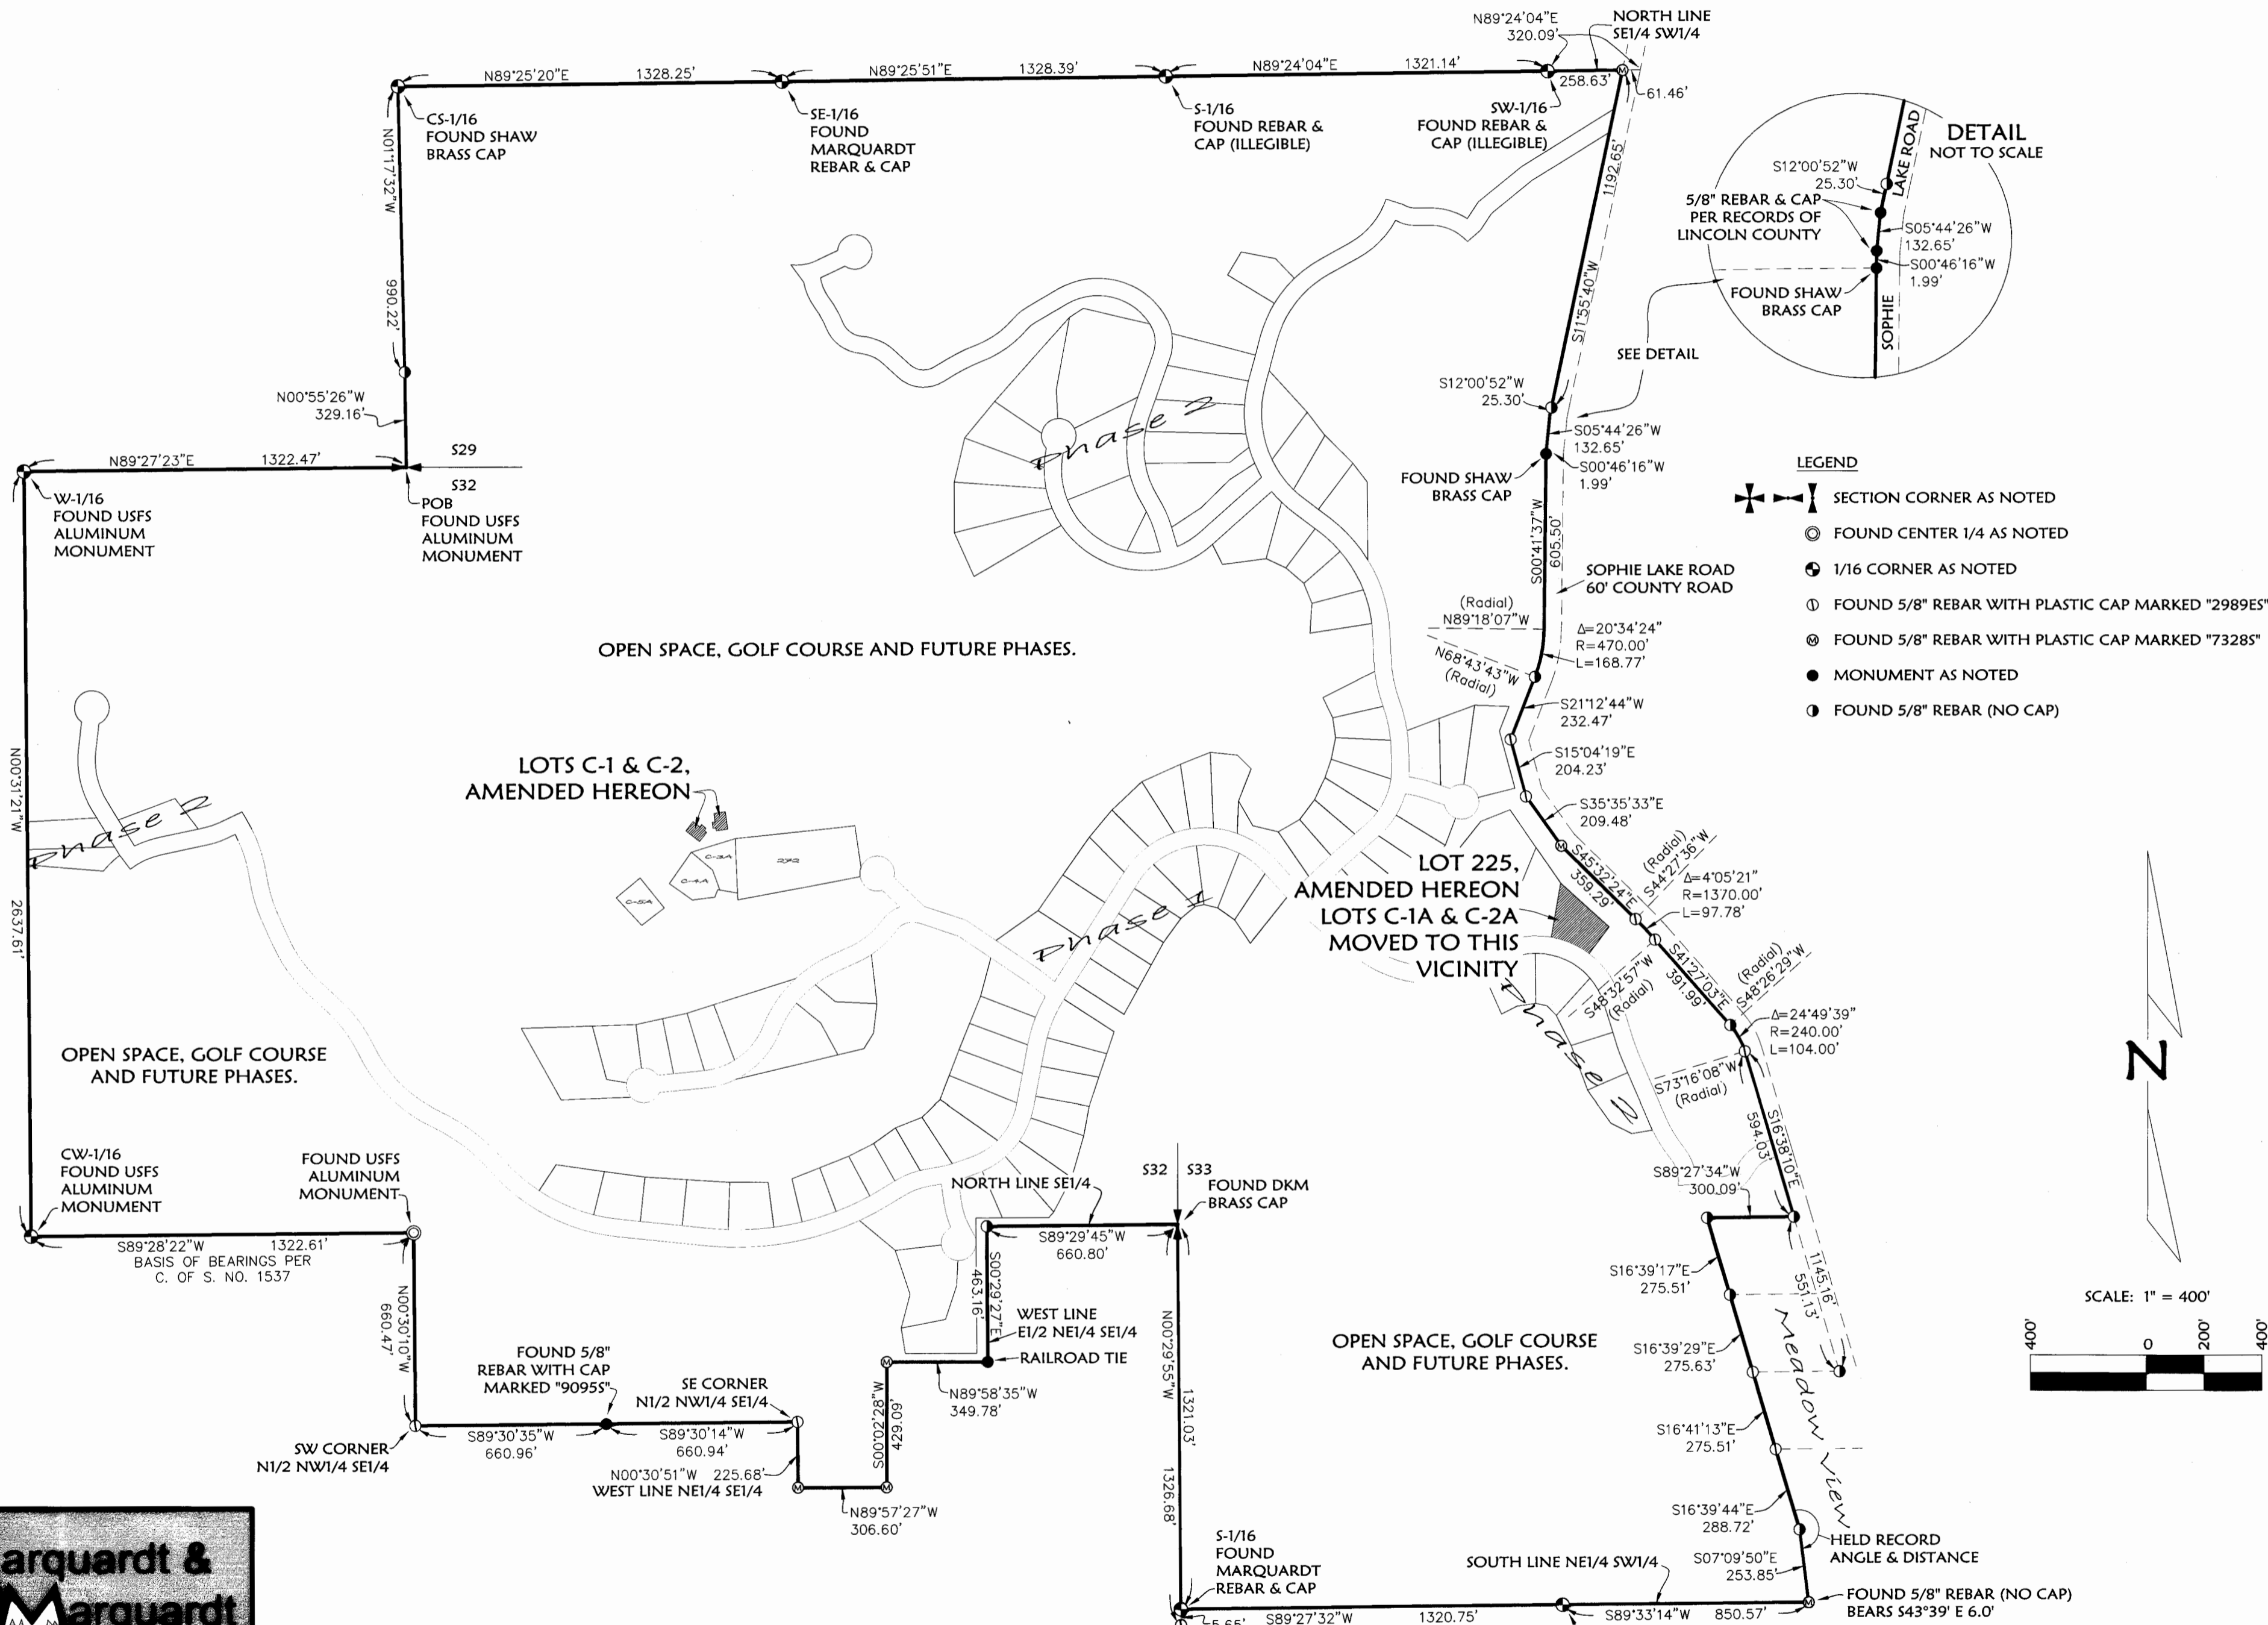 N89°24'04"E
320.09'
NORTH LINE
SE1/4 SW1/4
N89°25'20"E 1328.25'
N89°25'51"E 1328.39'
N89°24'04"E 1321.14'
258.63'
61.46'
CS-1/16
FOUND SHAW
BRASS CAP
SE-1/16
FOUND
MARQUARDT
REBAR & CAP
S-1/16
FOUND REBAR &
CAP (ILLEGIBLE)
SW-1/16
FOUND REBAR &
CAP (ILLEGIBLE)
N01°17'32"W
990.22'
N00°55'26"W
329.16'
1192.65'
S11°55'40"W
DETAIL
NOT TO SCALE
LAKE ROAD
S12°00'52"W
25.30'
5/8" REBAR & CAP
PER RECORDS OF
LINCOLN COUNTY
S05°44'26"W
132.65'
S00°46'16"W
1.99'
FOUND SHAW
BRASS CAP
SOPHIE
SEE DETAIL
S12°00'52"W
25.30'
S05°44'26"W
132.65'
FOUND SHAW
BRASS CAP
S00°46'16"W
1.99'
N89°27'23"E 1322.47'
S29
S32
W-1/16
FOUND USFS
ALUMINUM
MONUMENT
POB
FOUND USFS
ALUMINUM
MONUMENT
Phase 2
LEGEND
SECTION CORNER AS NOTED
FOUND CENTER 1/4 AS NOTED
1/16 CORNER AS NOTED
FOUND 5/8" REBAR WITH PLASTIC CAP MARKED "2989ES"
FOUND 5/8" REBAR WITH PLASTIC CAP MARKED "7328S"
MONUMENT AS NOTED
FOUND 5/8" REBAR (NO CAP)
S00°41'37"W
605.50'
SOPHIE LAKE ROAD
60' COUNTY ROAD
(Radial)
N89°18'07"W
Δ=20°34'24"
R=470.00'
L=168.77'
N68°43'43"W
(Radial)
OPEN SPACE, GOLF COURSE AND FUTURE PHASES.
S21°12'44"W
232.47'
S15°04'19"E
204.23'
S35°35'33"E
209.48'
N00°31'21"W
2637.61'
Phase 2
LOTS C-1 & C-2,
AMENDED HEREON
C-3A
C-4A
C-5A
272
LOT 225,
AMENDED HEREON
LOTS C-1A & C-2A
MOVED TO THIS
VICINITY
S45°32'24"E
359.29'
(Radial)
S44°27'36"W
Δ=4°05'21"
R=1370.00'
L=97.78'
Phase 1
S41°27'03"E
391.99'
S48°32'57"W
(Radial)
(Radial)
S48°26'29"W
Δ=24°49'39"
R=240.00'
L=104.00'
S73°16'08"W
(Radial)
Phase 2
N
OPEN SPACE, GOLF COURSE
AND FUTURE PHASES.
S16°38'10"E
594.03'
S89°27'34"W
300.09'
CW-1/16
FOUND USFS
ALUMINUM
MONUMENT
FOUND USFS
ALUMINUM
MONUMENT
NORTH LINE SE1/4
S32 S33
FOUND DKM
BRASS CAP
S89°28'22"W 1322.61'
BASIS OF BEARINGS PER
C. OF S. NO. 1537
S89°29'45"W
660.80'
S00°29'27"E
463.16'
WEST LINE
E1/2 NE1/4 SE1/4
RAILROAD TIE
N00°30'10"W
660.47'
FOUND 5/8"
REBAR WITH CAP
MARKED "9095S"
SE CORNER
N1/2 NW1/4 SE1/4
N89°58'35"W
349.78'
S00°02'28"W
429.09'
SW CORNER
N1/2 NW1/4 SE1/4
S89°30'35"W
660.96'
S89°30'14"W
660.94'
N00°30'51"W 225.68'
WEST LINE NE1/4 SE1/4
N89°57'27"W
306.60'
N00°29'55"W
1321.03'
1326.68'
OPEN SPACE, GOLF COURSE
AND FUTURE PHASES.
S16°39'17"E
275.51'
1145.16'
551.13'
S16°39'29"E
275.63'
S16°41'13"E
275.51'
Meadow View
S16°39'44"E
288.72'
S07°09'50"E
253.85'
HELD RECORD
ANGLE & DISTANCE
SCALE: 1" = 400'
400' 0 200' 400'
S-1/16
FOUND
MARQUARDT
REBAR & CAP
SOUTH LINE NE1/4 SW1/4
FOUND 5/8" REBAR (NO CAP)
BEARS S43°39' E 6.0'
5.65'
S89°27'32"W 1320.75'
S89°33'14"W 850.57'
arquardt &
Marquardt